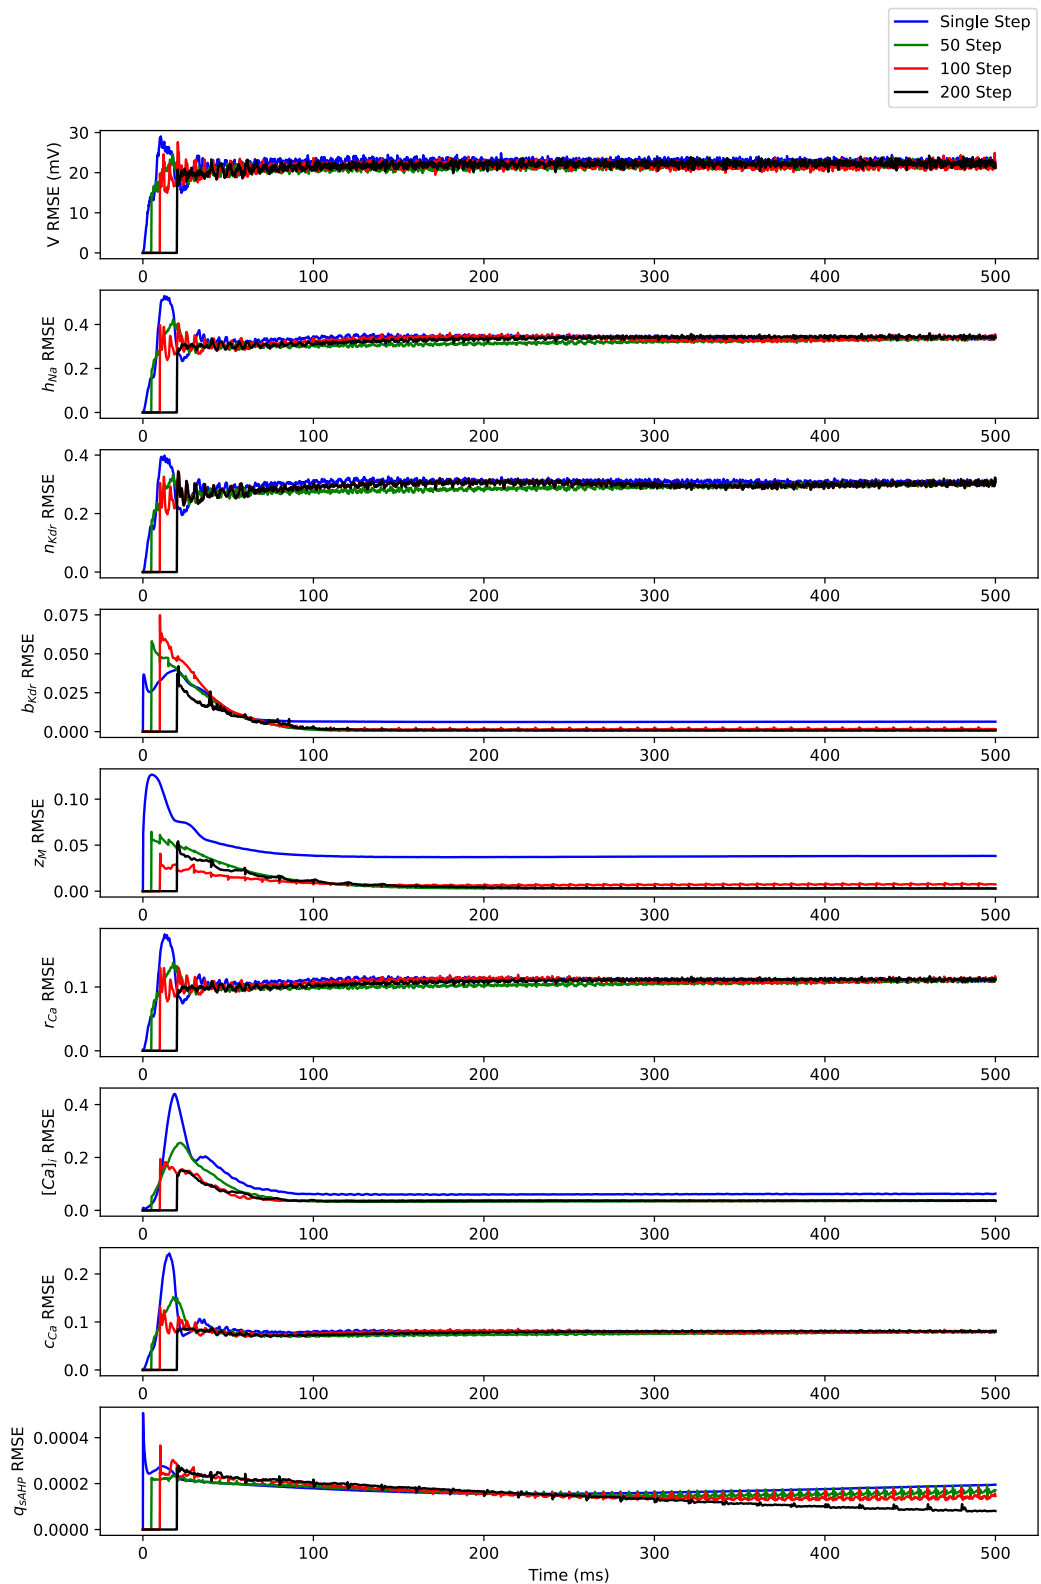 Single Step
50 Step
100 Step
200 Step
V RMSE (mV)
30
20
10
0
0 100 200 300 400 500
h_Na RMSE
0.4
0.2
0.0
0 100 200 300 400 500
n_Kdr RMSE
0.4
0.2
0.0
0 100 200 300 400 500
b_Kdr RMSE
0.075
0.050
0.025
0.000
0 100 200 300 400 500
z_M RMSE
0.10
0.05
0.00
0 100 200 300 400 500
r_Ca RMSE
0.1
0.0
0 100 200 300 400 500
[Ca]_i RMSE
0.4
0.2
0.0
0 100 200 300 400 500
c_Ca RMSE
0.2
0.1
0.0
0 100 200 300 400 500
q_sAHP RMSE
0.0004
0.0002
0.0000
0 100 200 300 400 500
Time (ms)